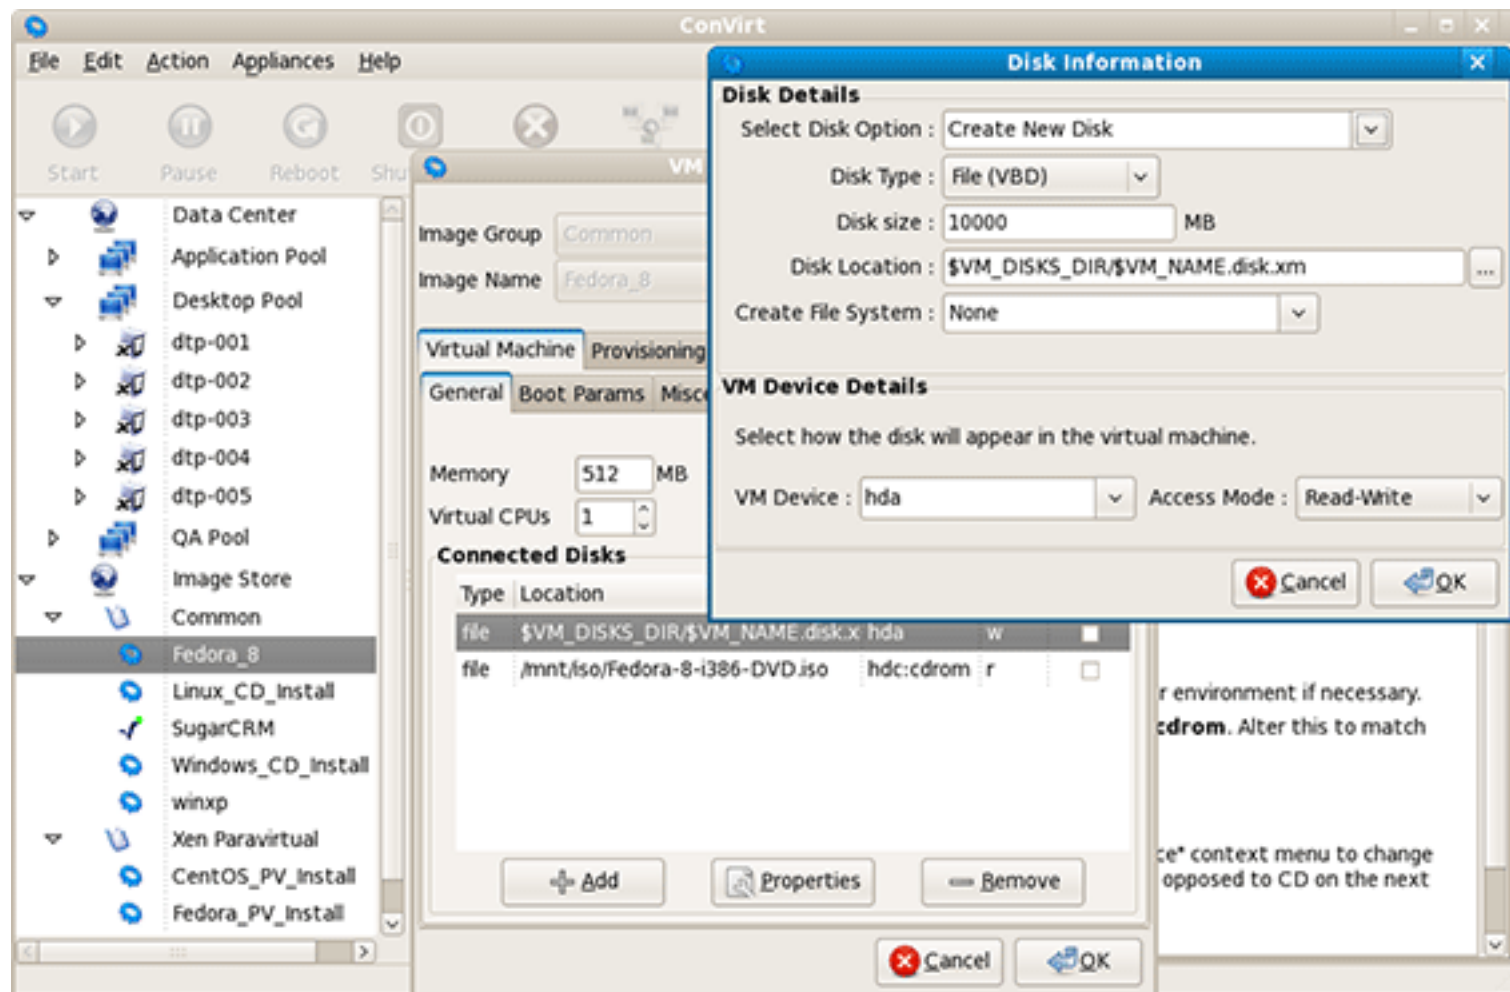 ConVirt
File Edit Action Appliances Help
Start Pause Reboot Shu
Data Center
Application Pool
Desktop Pool
dtp-001
dtp-002
dtp-003
dtp-004
dtp-005
QA Pool
Image Store
Common
Fedora_8
Linux_CD_Install
SugarCRM
Windows_CD_Install
winxp
Xen Paravirtual
CentOS_PV_Install
Fedora_PV_Install
VM
Image Group Common
Image Name Fedora_8
Virtual Machine Provisioning
General Boot Params Misce
Memory 512 MB
Virtual CPUs 1
Connected Disks
Type Location
file $VM_DISKS_DIR/$VM_NAME.disk.x hda w
file /mnt/iso/Fedora-8-i386-DVD.iso hdc:cdrom r
Add Properties Remove
Cancel OK
Disk Information
Disk Details
Select Disk Option : Create New Disk
Disk Type : File (VBD)
Disk size : 10000 MB
Disk Location : $VM_DISKS_DIR/$VM_NAME.disk.xm ...
Create File System : None
VM Device Details
Select how the disk will appear in the virtual machine.
VM Device : hda Access Mode : Read-Write
Cancel OK
r environment if necessary.
cdrom. Alter this to match
ce" context menu to change
opposed to CD on the next